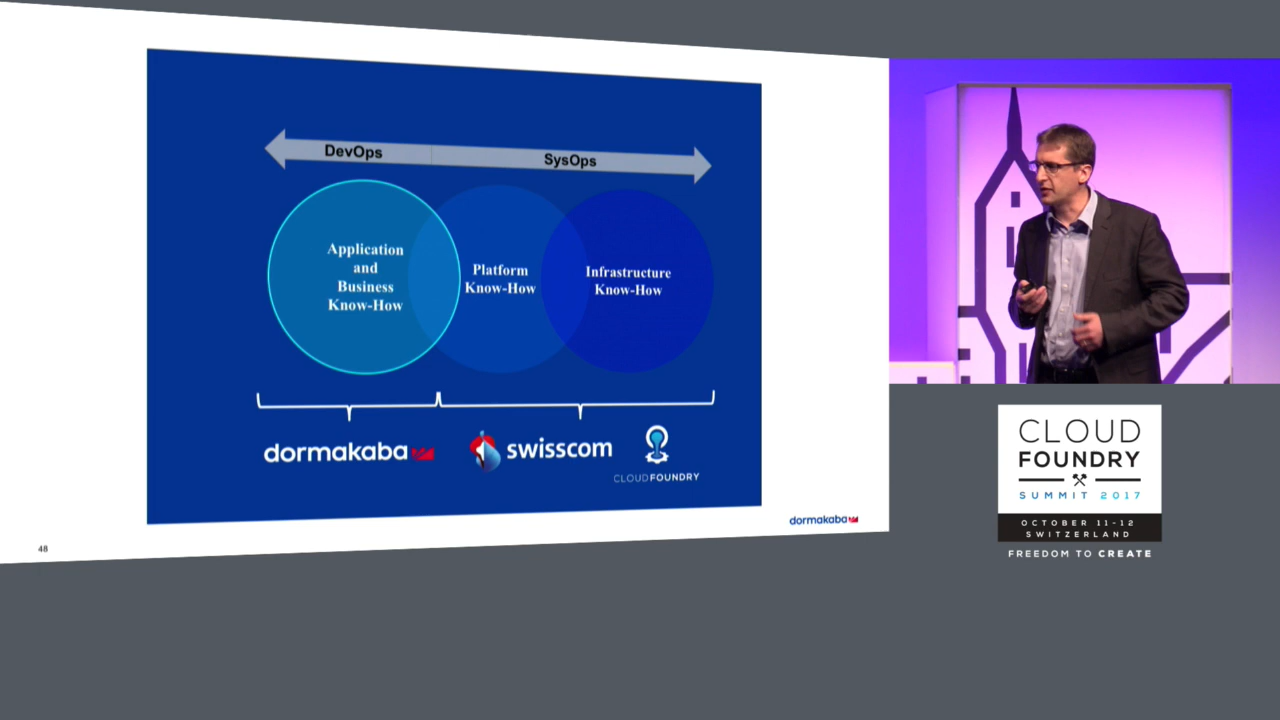 DevOps
SysOps
Application
and
Business
Know-How
Platform
Know-How
Infrastructure
Know-How
dormakaba
swisscom
CLOUDFOUNDRY
dormakaba
48
CLOUD
FOUNDRY
SUMMIT 2017
OCTOBER 11-12
SWITZERLAND
FREEDOM TO CREATE